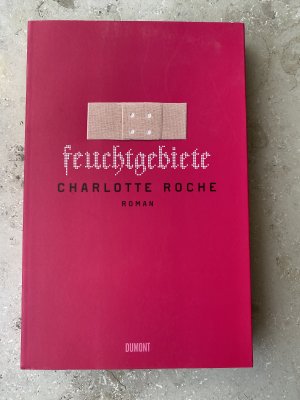 feuchtgebiete
CHARLOTTE ROCHE
ROMAN
DUMONT